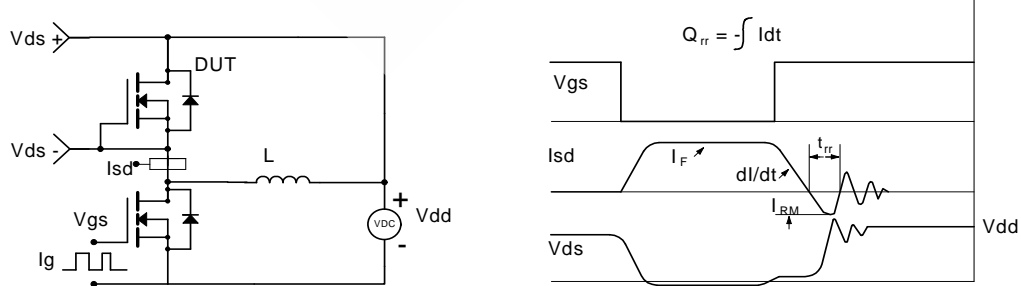 Vds +
DUT
Vds -
Isd
L
Vgs
+
VDC
Vdd
-
Ig
Q rr = - ∫ Idt
Vgs
Isd
I F
dI/dt
t rr
I RM
Vds
Vdd